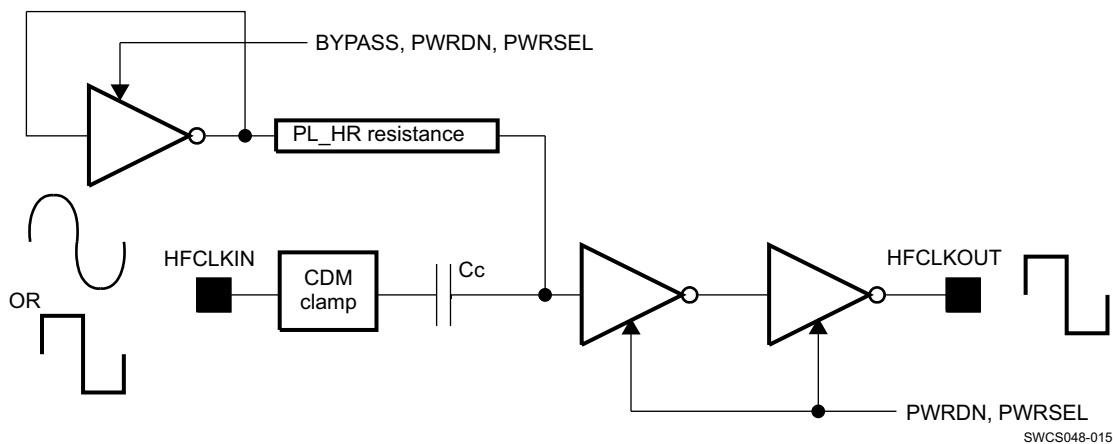 BYPASS, PWRDN, PWRSEL
PL_HR resistance
HFCLKIN
CDM
clamp
Cc
HFCLKOUT
OR
PWRDN, PWRSEL
SWCS048-015